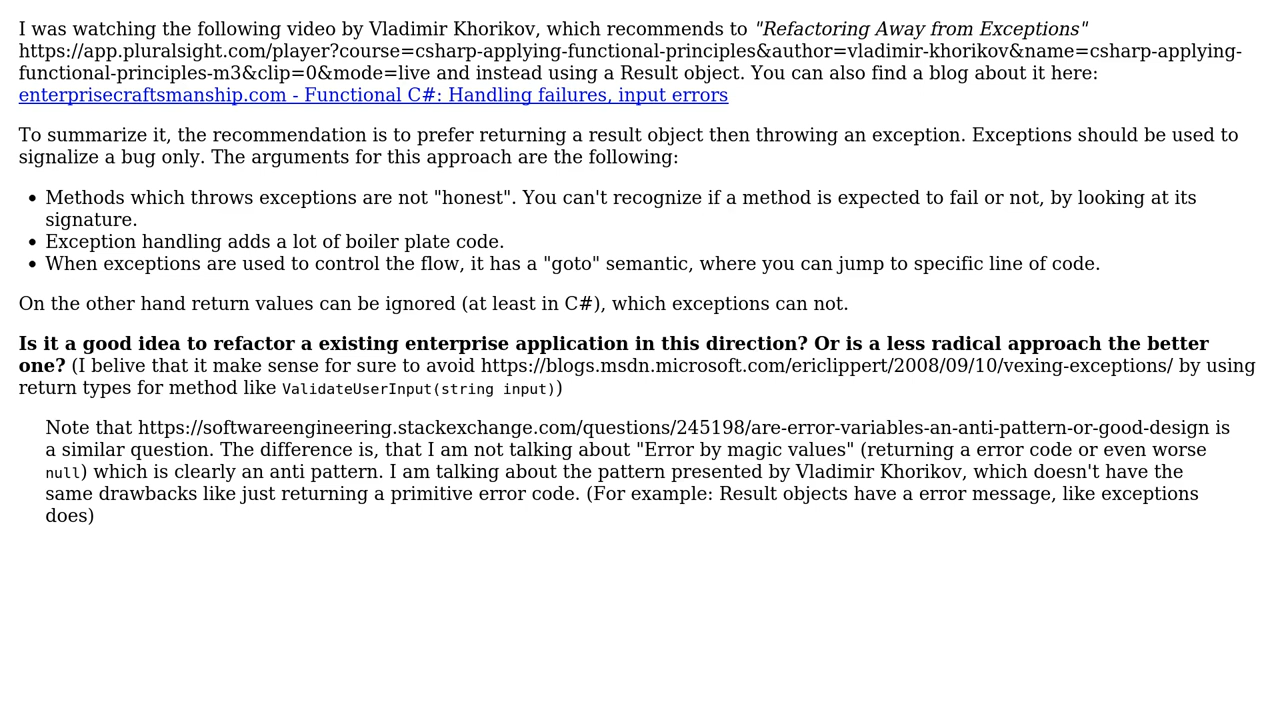 I was watching the following video by Vladimir Khorikov, which recommends to "Refactoring Away from Exceptions"
https://app.pluralsight.com/player?course=csharp-applying-functional-principles&author=vladimir-khorikov&name=csharp-applying-
functional-principles-m3&clip=0&mode=live and instead using a Result object. You can also find a blog about it here:
enterprisecraftsmanship.com - Functional C#: Handling failures, input errors
To summarize it, the recommendation is to prefer returning a result object then throwing an exception. Exceptions should be used to
signalize a bug only. The arguments for this approach are the following:
• Methods which throws exceptions are not "honest". You can't recognize if a method is expected to fail or not, by looking at its
signature.
• Exception handling adds a lot of boiler plate code.
• When exceptions are used to control the flow, it has a "goto" semantic, where you can jump to specific line of code.
On the other hand return values can be ignored (at least in C#), which exceptions can not.
Is it a good idea to refactor a existing enterprise application in this direction? Or is a less radical approach the better
one? (I belive that it make sense for sure to avoid https://blogs.msdn.microsoft.com/ericlippert/2008/09/10/vexing-exceptions/ by using
return types for method like ValidateUserInput(string input))
Note that https://softwareengineering.stackexchange.com/questions/245198/are-error-variables-an-anti-pattern-or-good-design is
a similar question. The difference is, that I am not talking about "Error by magic values" (returning a error code or even worse
null) which is clearly an anti pattern. I am talking about the pattern presented by Vladimir Khorikov, which doesn't have the
same drawbacks like just returning a primitive error code. (For example: Result objects have a error message, like exceptions
does)